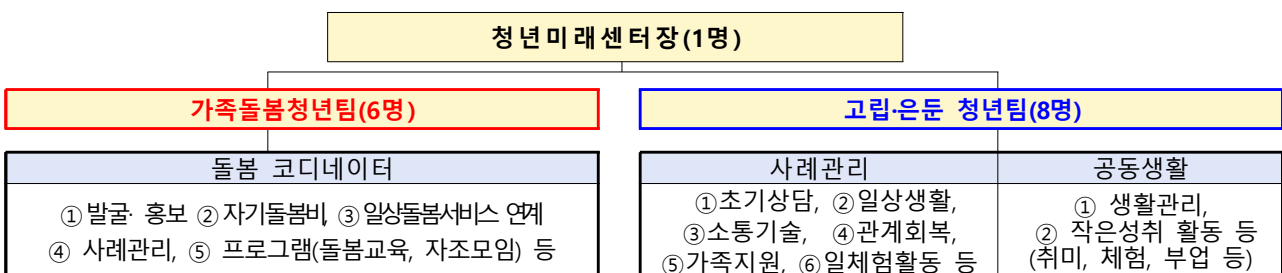 청년미래센터장(1명)
가족돌봄청년팀(6명)
고립·은둔 청년팀(8명)
돌봄 코디네이터
① 발굴· 홍보 ② 자기돌봄비, ③ 일상돌봄서비스 연계
④ 사례관리, ⑤ 프로그램(돌봄교육, 자조모임) 등
사례관리
①초기상담, ②일상생활,
③소통기술, ④관계회복,
⑤가족지원, ⑥일체험활동 등
공동생활
① 생활관리,
② 작은성취 활동 등
(취미, 체험, 부업 등)